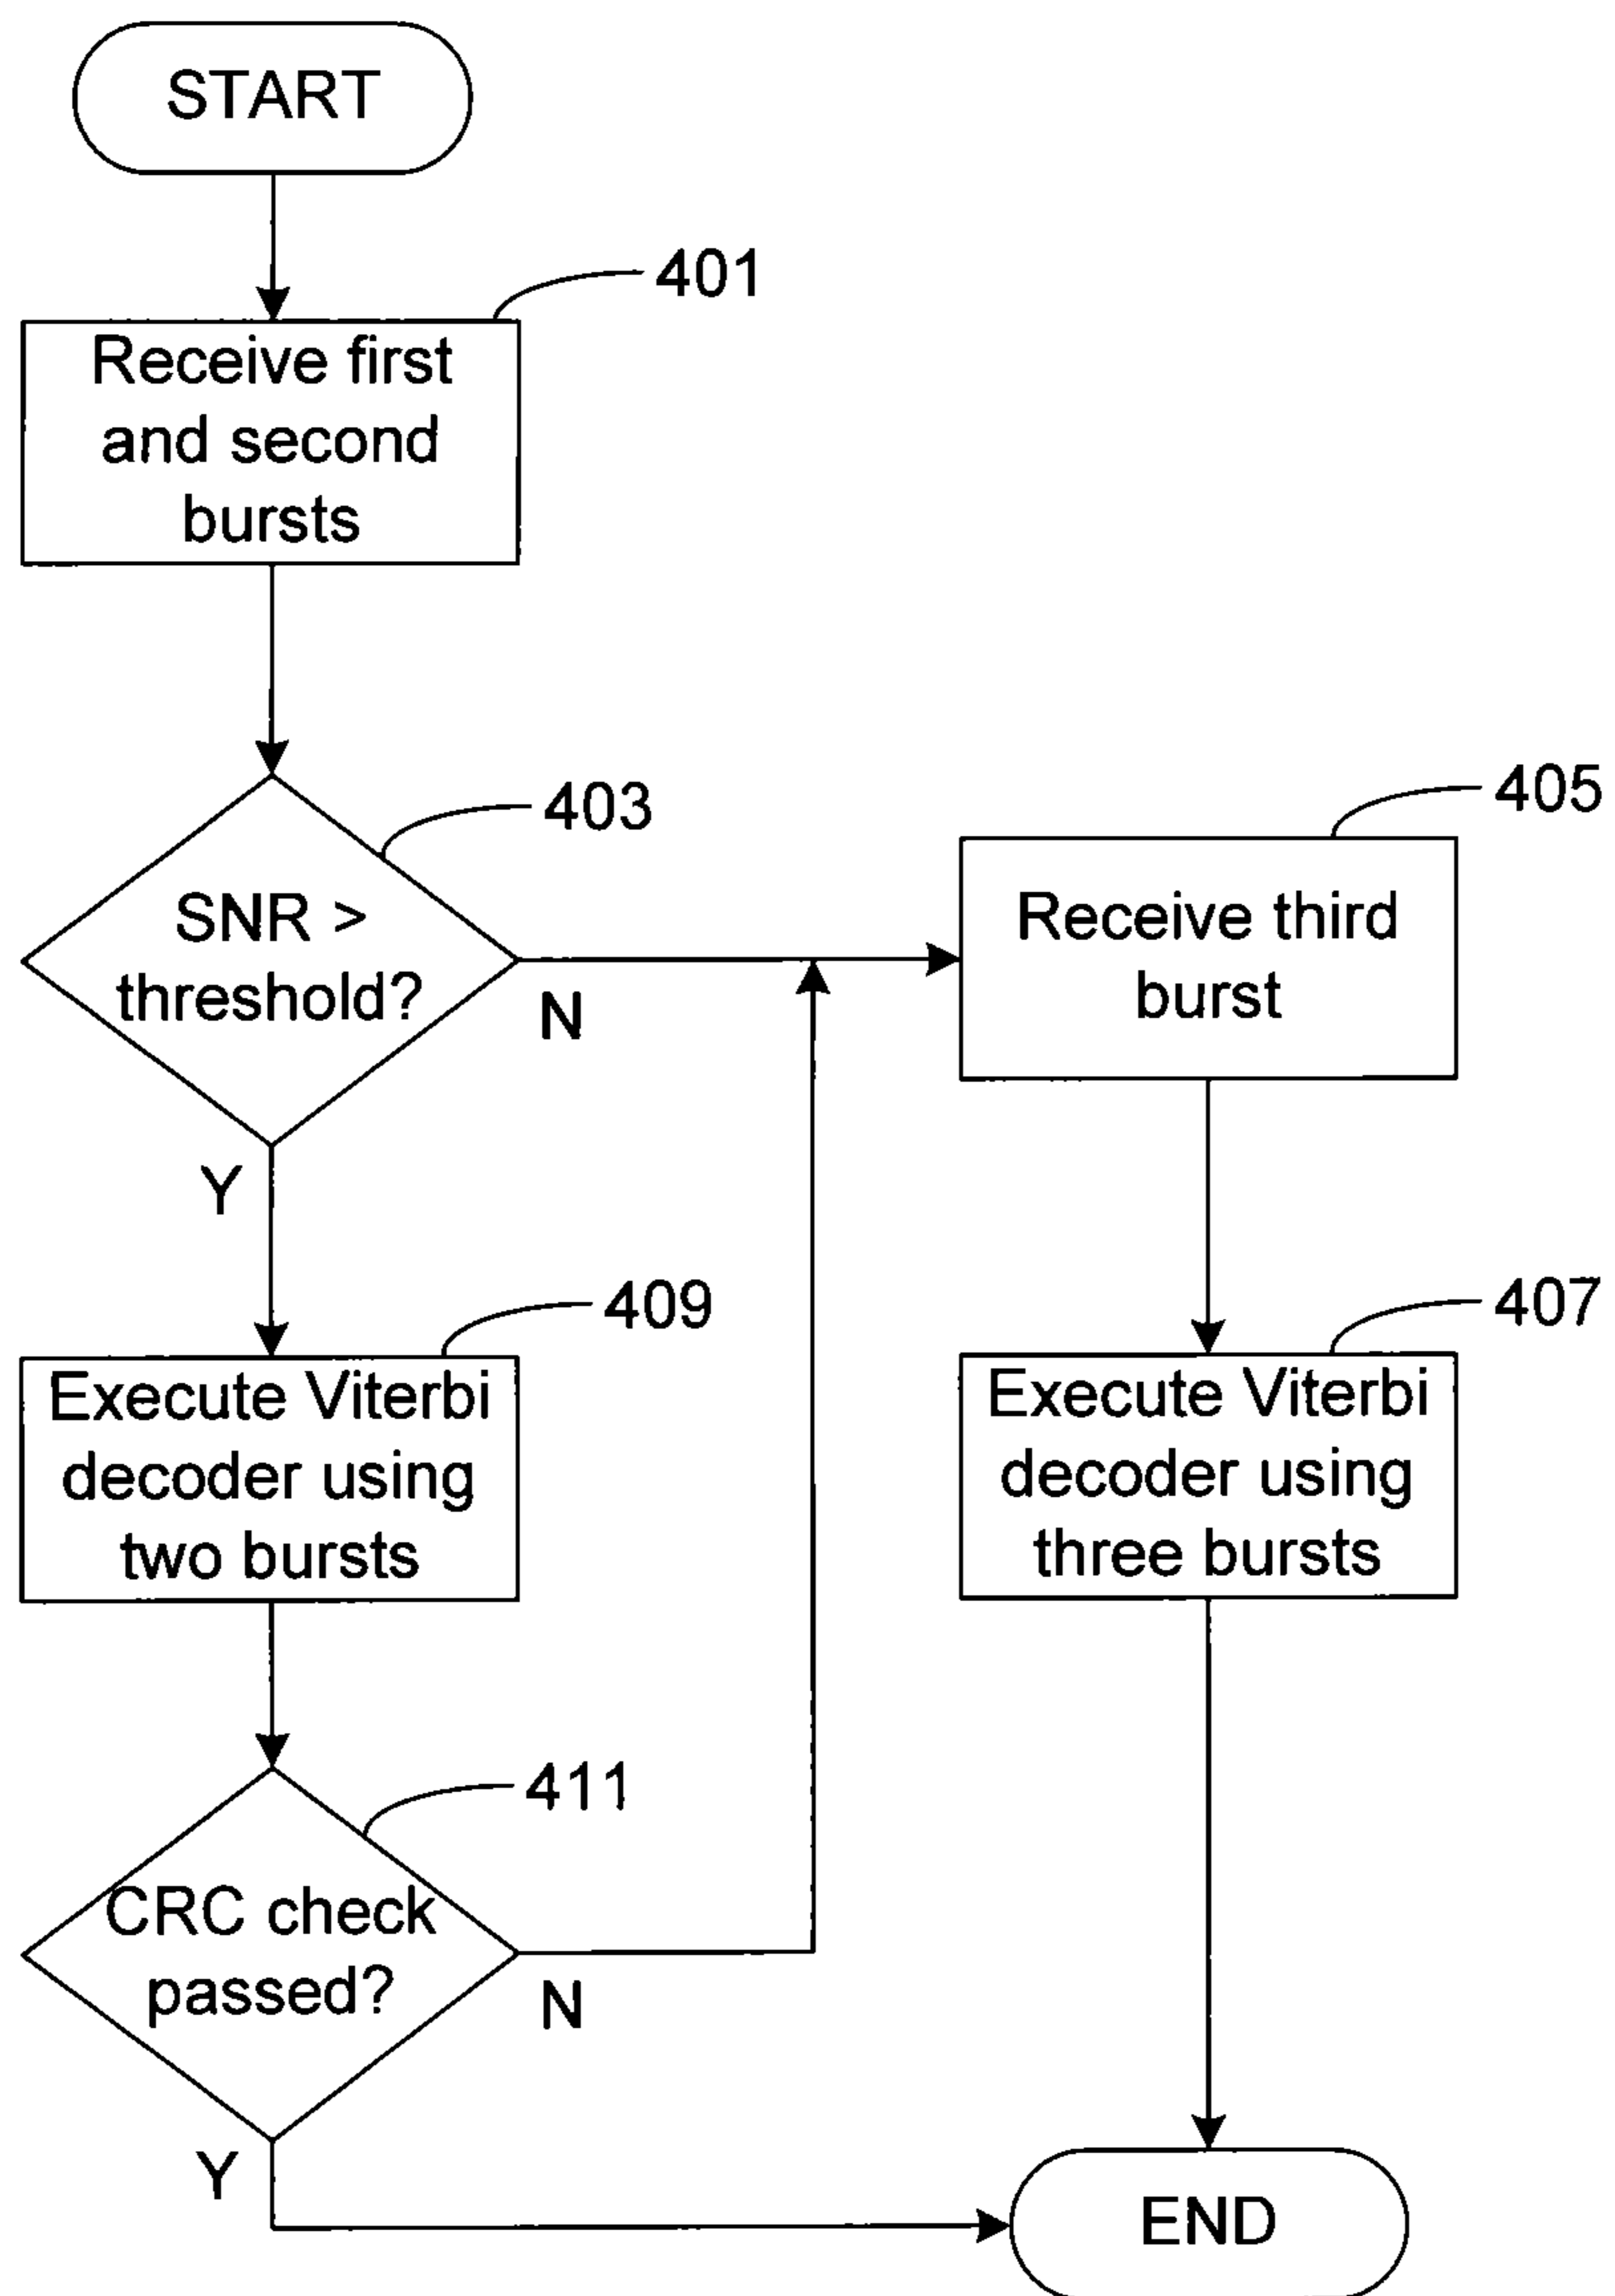 START
401
Receive first
and second
bursts
403
SNR >
threshold?
N
Y
405
Receive third
burst
409
Execute Viterbi
decoder using
two bursts
407
Execute Viterbi
decoder using
three bursts
411
CRC check
passed?
N
Y
END